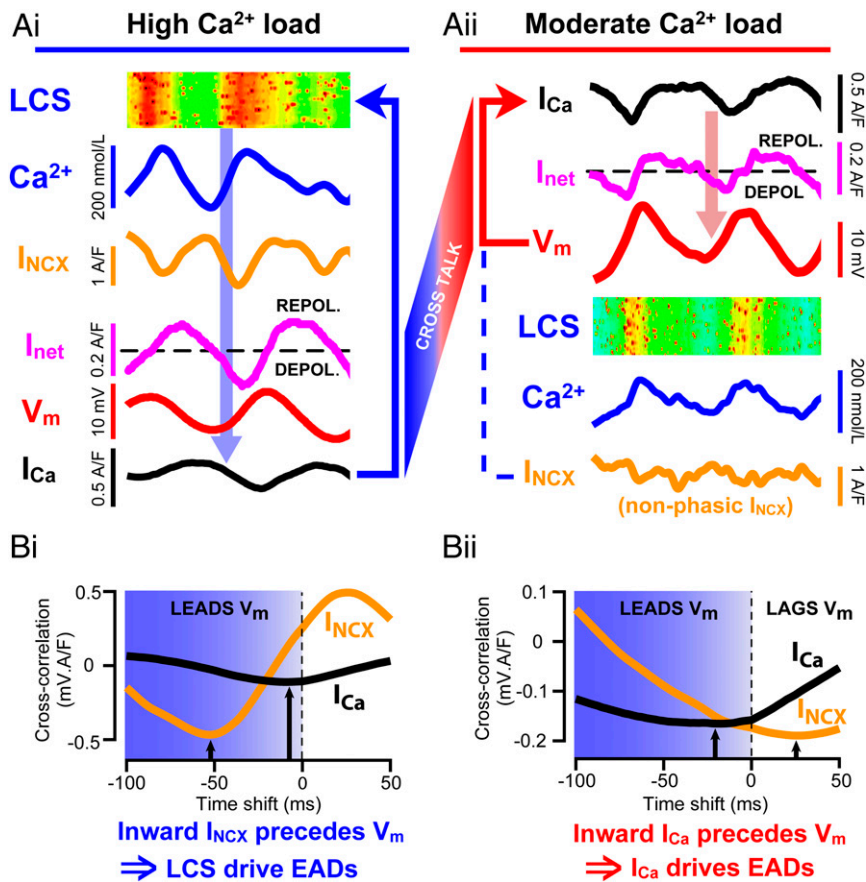 Ai
High Ca²⁺ load
LCS
Ca²⁺
200 nmol/L
I_NCX
1 A/F
I_net
0.2 A/F
REPOL.
DEPOL.
V_m
10 mV
I_Ca
0.5 A/F
CROSS TALK
Aii
Moderate Ca²⁺ load
I_Ca
0.5 A/F
I_net
REPOL.
DEPOL
0.2 A/F
V_m
10 mV
LCS
Ca²⁺
200 nmol/L
I_NCX
1 A/F
(non-phasic I_NCX)
Bi
Cross-correlation
(mV.A/F)
0.5
0
-0.5
LEADS V_m
I_NCX
I_Ca
-100
-50
0
50
Time shift (ms)
Inward I_NCX precedes V_m
⇒ LCS drive EADs
Bii
Cross-correlation
(mV.A/F)
0.1
0
-0.1
-0.2
LEADS V_m
LAGS V_m
I_Ca
I_NCX
-100
-50
0
50
Time shift (ms)
Inward I_Ca precedes V_m
⇒ I_Ca drives EADs